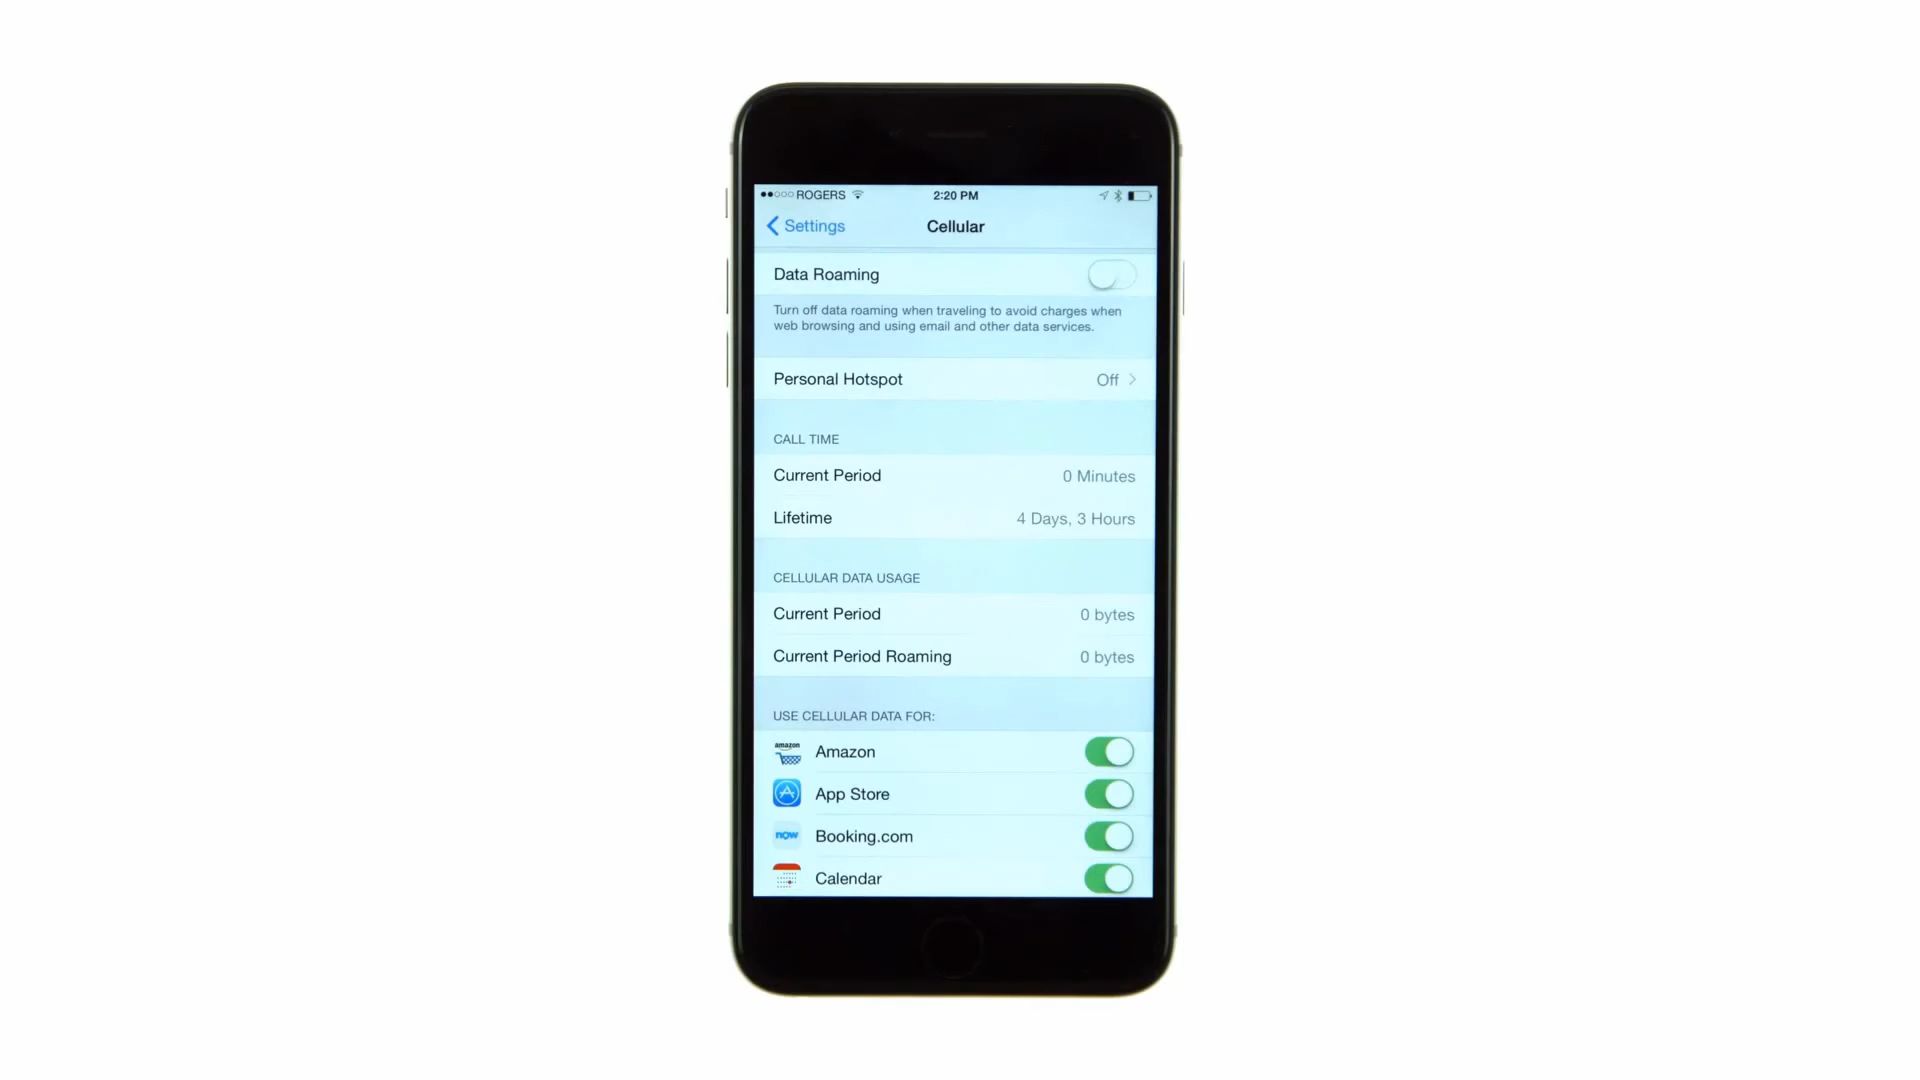 ROGERS 2:20 PM
Settings Cellular
Data Roaming
Turn off data roaming when traveling to avoid charges when
web browsing and using email and other data services.
Personal Hotspot Off
CALL TIME
Current Period 0 Minutes
Lifetime 4 Days, 3 Hours
CELLULAR DATA USAGE
Current Period 0 bytes
Current Period Roaming 0 bytes
USE CELLULAR DATA FOR:
amazon Amazon
App Store
now Booking.com
Calendar